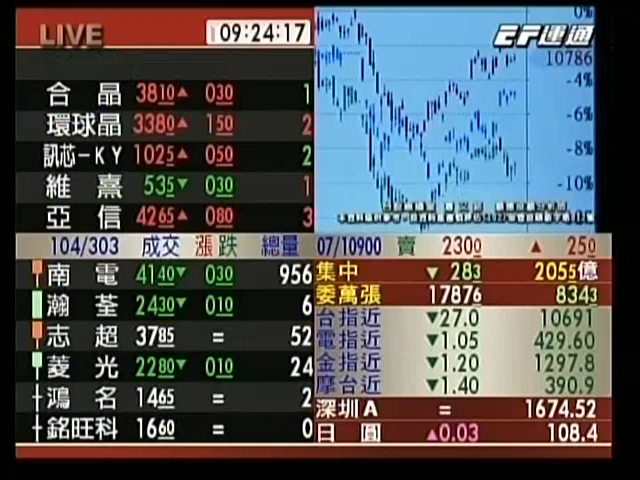 LIVE 09:24:17
EF 運通
0%
10786
-4%
-6%
-8%
-10%
合晶 3810▲ 030 1
環球晶 3380▲ 150 2
訊芯-KY 1025▲ 050 2
維熹 535▼ 030 1
亞信 4265▲ 080 3
104/303 成交 漲跌 總量
南電 4140▼ 030 956
瀚荃 2430▼ 010 6
志超 3785 = 52
菱光 2280▼ 010 24
鴻名 1465 = 2
銘旺科 1660 = 0
07/10900 賣 2300 ▲ 250
集中 ▼283 2055億
委萬張 17876 8343
台指近 ▼27.0 10691
電指近 ▼1.05 429.60
金指近 ▼1.20 1297.8
摩台近 ▼1.40 390.9
深圳A = 1674.52
日圓 ▲0.03 108.4